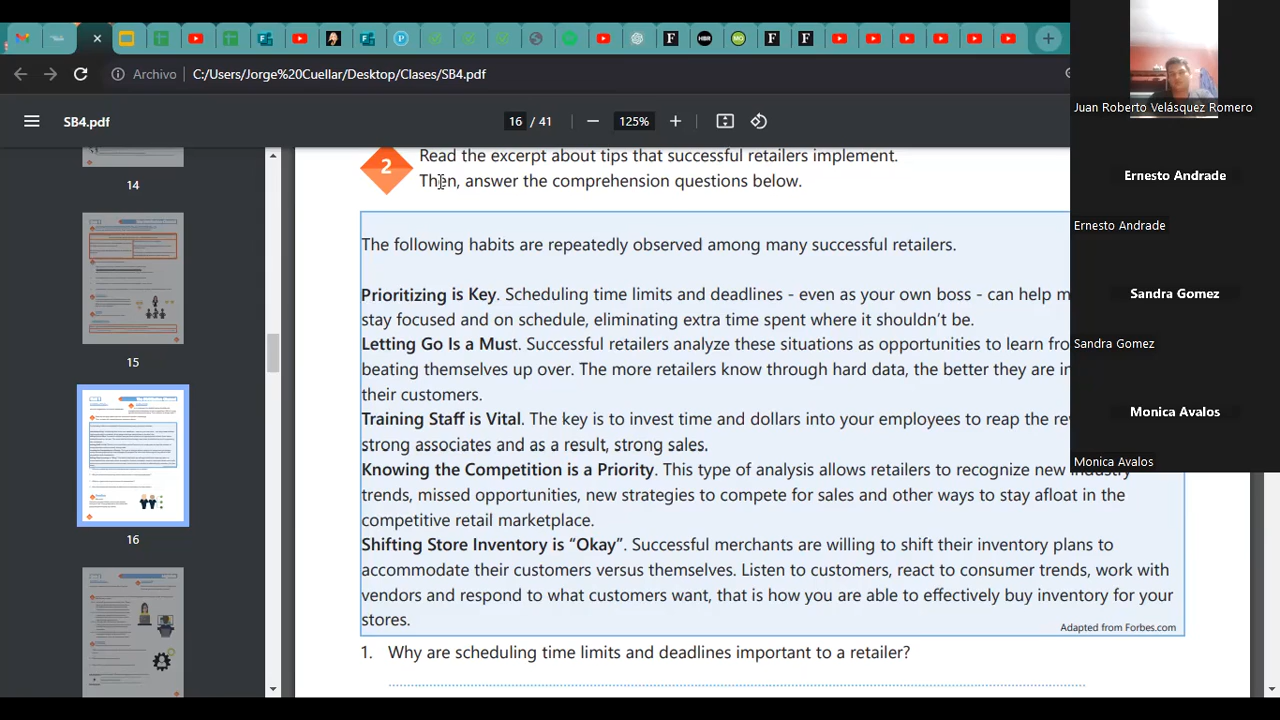 Archivo
C:/Users/Jorge%20Cuellar/Desktop/Clases/SB4.pdf
SB4.pdf
16 / 41
125%
14
15
16
2
Read the excerpt about tips that successful retailers implement.
Then, answer the comprehension questions below.
The following habits are repeatedly observed among many successful retailers.
Prioritizing is Key. Scheduling time limits and deadlines - even as your own boss - can help m
stay focused and on schedule, eliminating extra time spent where it shouldn't be.
Letting Go Is a Must. Successful retailers analyze these situations as opportunities to learn fro
beating themselves up over. The more retailers know through hard data, the better they are in
their customers.
Training Staff is Vital. The key is to invest time and dollars into your employees to reap the re
strong associates and as a result, strong sales.
Knowing the Competition is a Priority. This type of analysis allows retailers to recognize new industry
trends, missed opportunities, new strategies to compete for sales and other ways to stay afloat in the
competitive retail marketplace.
Shifting Store Inventory is “Okay”. Successful merchants are willing to shift their inventory plans to
accommodate their customers versus themselves. Listen to customers, react to consumer trends, work with
vendors and respond to what customers want, that is how you are able to effectively buy inventory for your
stores.
Adapted from Forbes.com
1. Why are scheduling time limits and deadlines important to a retailer?
Juan Roberto Velásquez Romero
Ernesto Andrade
Ernesto Andrade
Sandra Gomez
Sandra Gomez
Monica Avalos
Monica Avalos